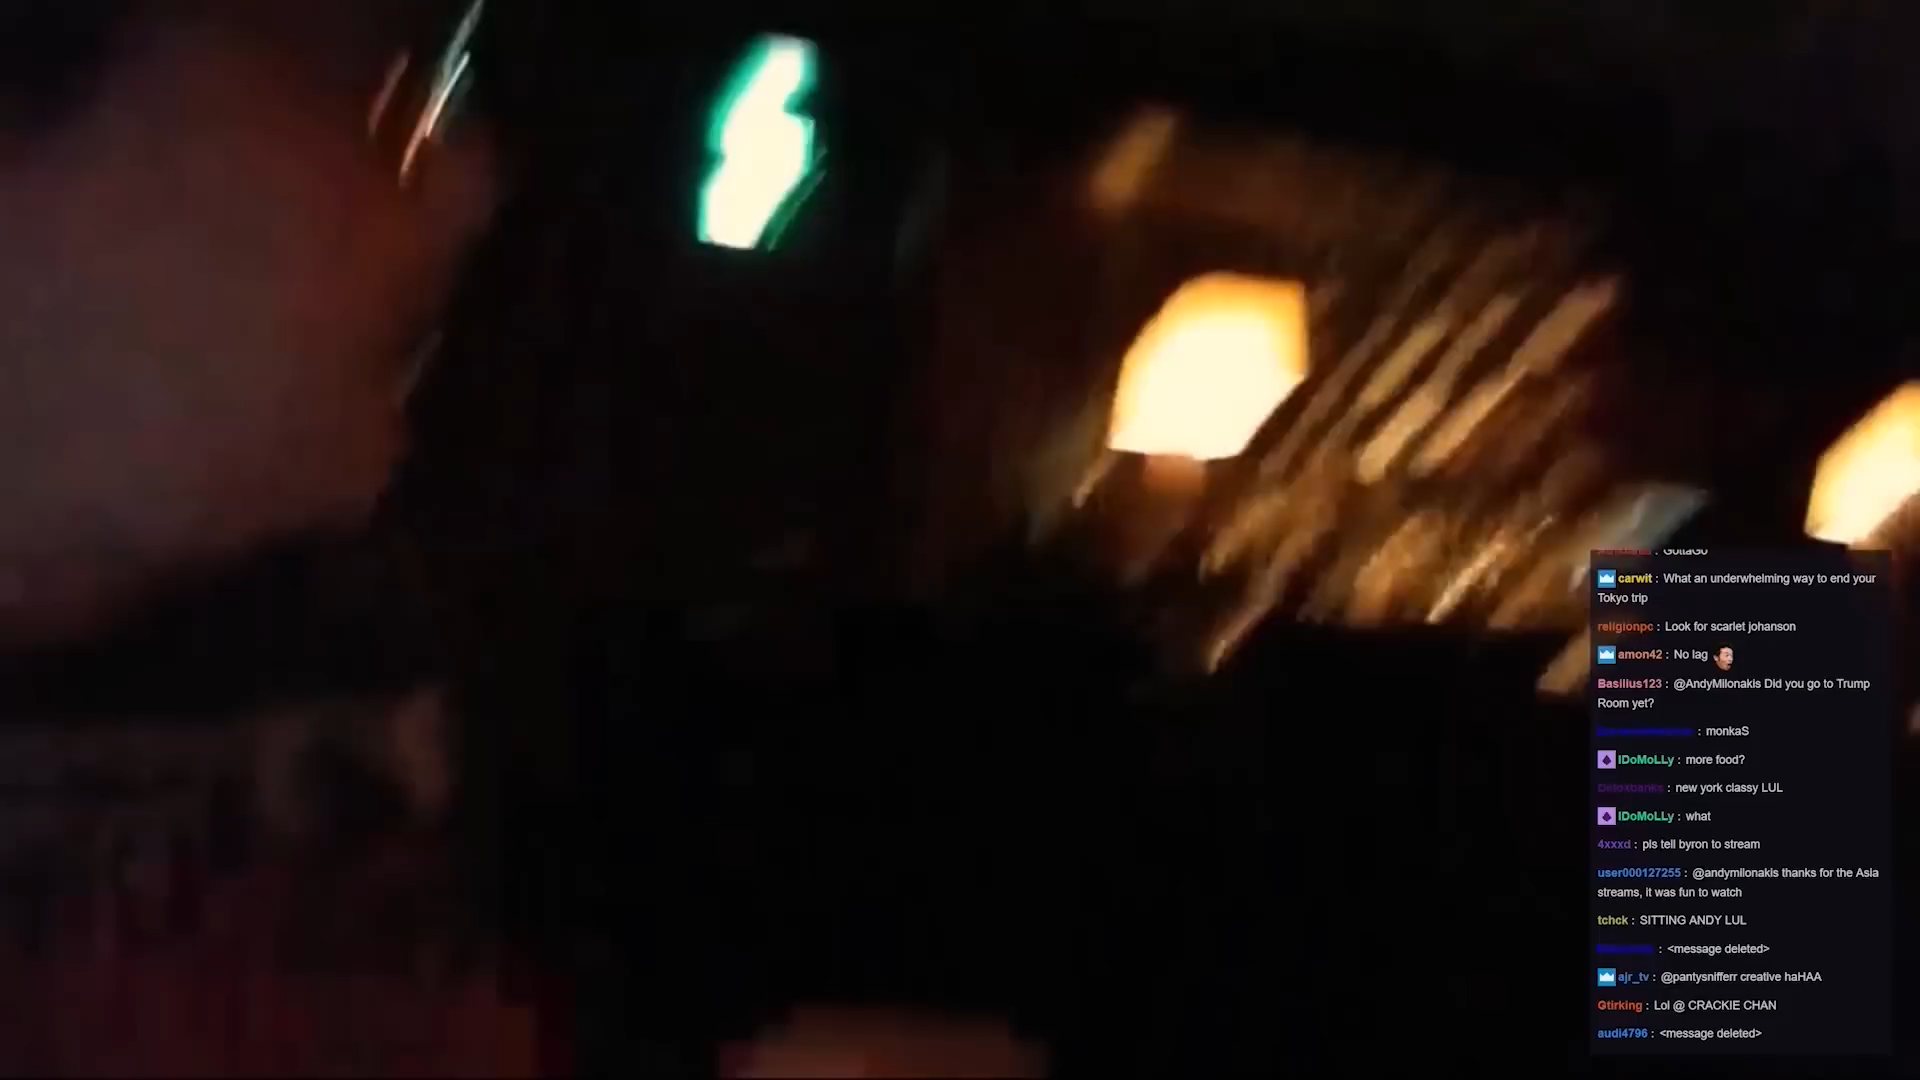 : GottaGo
carwit : What an underwhelming way to end your
Tokyo trip
religionpc : Look for scarlet johanson
amon42 : No lag
Basilius123 : @AndyMilonakis Did you go to Trump
Room yet?
: monkaS
IDoMoLLy : more food?
: new york classy LUL
IDoMoLLy : what
4xxxd : pls tell byron to stream
user000127255 : @andymilonakis thanks for the Asia
streams, it was fun to watch
tchck : SITTING ANDY LUL
: <message deleted>
ajr_tv : @pantysnifferr creative haHAA
Gtirking : Lol @ CRACKIE CHAN
audi4796 : <message deleted>